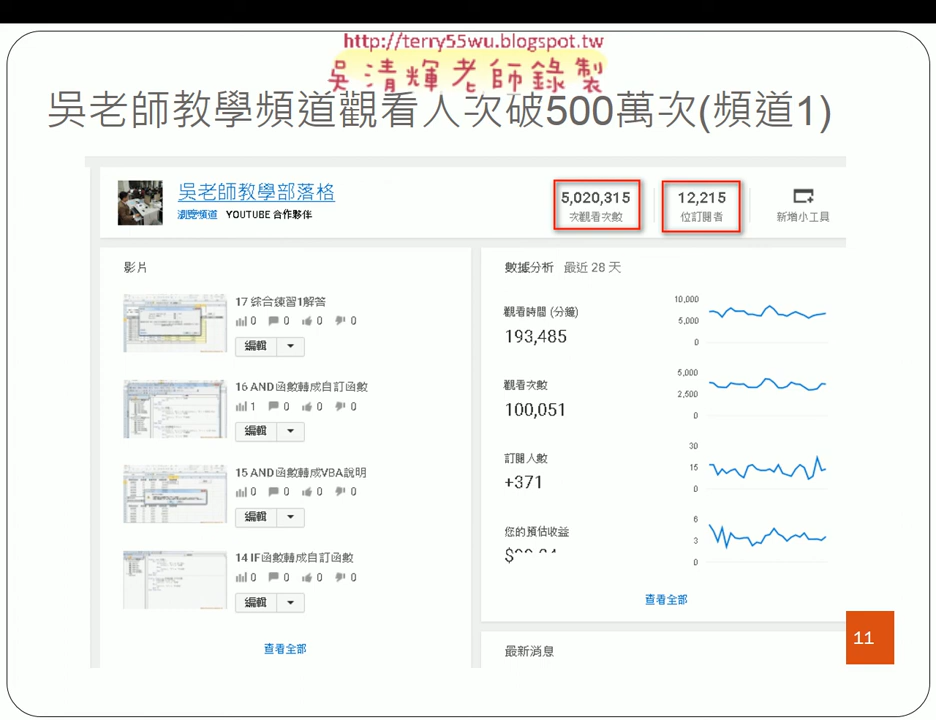 http://terry55wu.blogspot.tw
吳清輝老師錄製
吳老師教學頻道觀看人次破500萬次(頻道1)
吳老師教學部落格
瀏覽頻道 YOUTUBE 合作夥伴
5,020,315
次觀看次數
12,215
位訂閱者
新增小工具
影片
17 綜合練習1解答
0 0 0 0
編輯
16 AND函數轉成自訂函數
1 0 0 0
編輯
15 AND函數轉成VBA說明
0 0 0 0
編輯
14 IF函數轉成自訂函數
0 0 0 0
編輯
查看全部
數據分析 最近 28 天
觀看時間 (分鐘)
193,485
10,000
5,000
0
觀看次數
100,051
5,000
2,500
0
訂閱人數
+371
30
15
0
您的預估收益
6
3
0
查看全部
最新消息
11